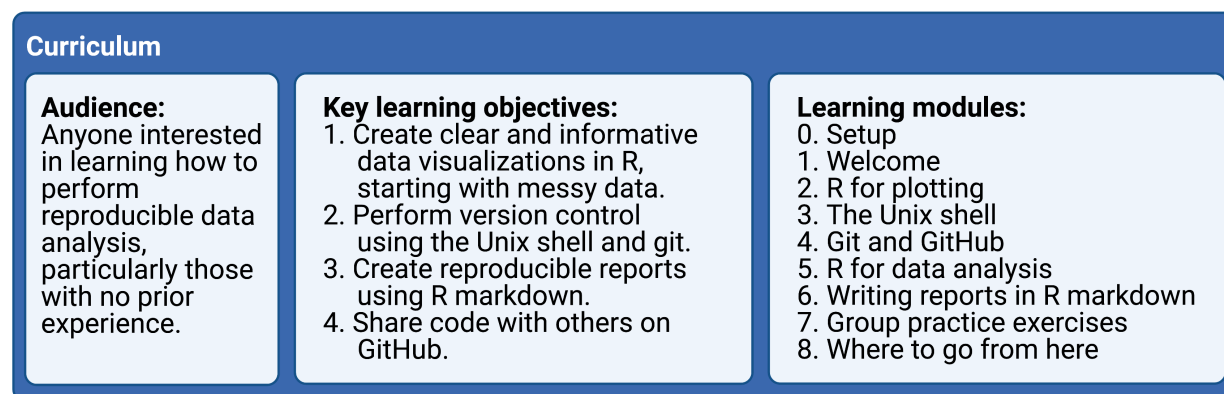 Curriculum
Audience:
Anyone interested
in learning how to
perform
reproducible data
analysis,
particularly those
with no prior
experience.
Key learning objectives:
1. Create clear and informative
data visualizations in R,
starting with messy data.
2. Perform version control
using the Unix shell and git.
3. Create reproducible reports
using R markdown.
4. Share code with others on
GitHub.
Learning modules:
0. Setup
1. Welcome
2. R for plotting
3. The Unix shell
4. Git and GitHub
5. R for data analysis
6. Writing reports in R markdown
7. Group practice exercises
8. Where to go from here